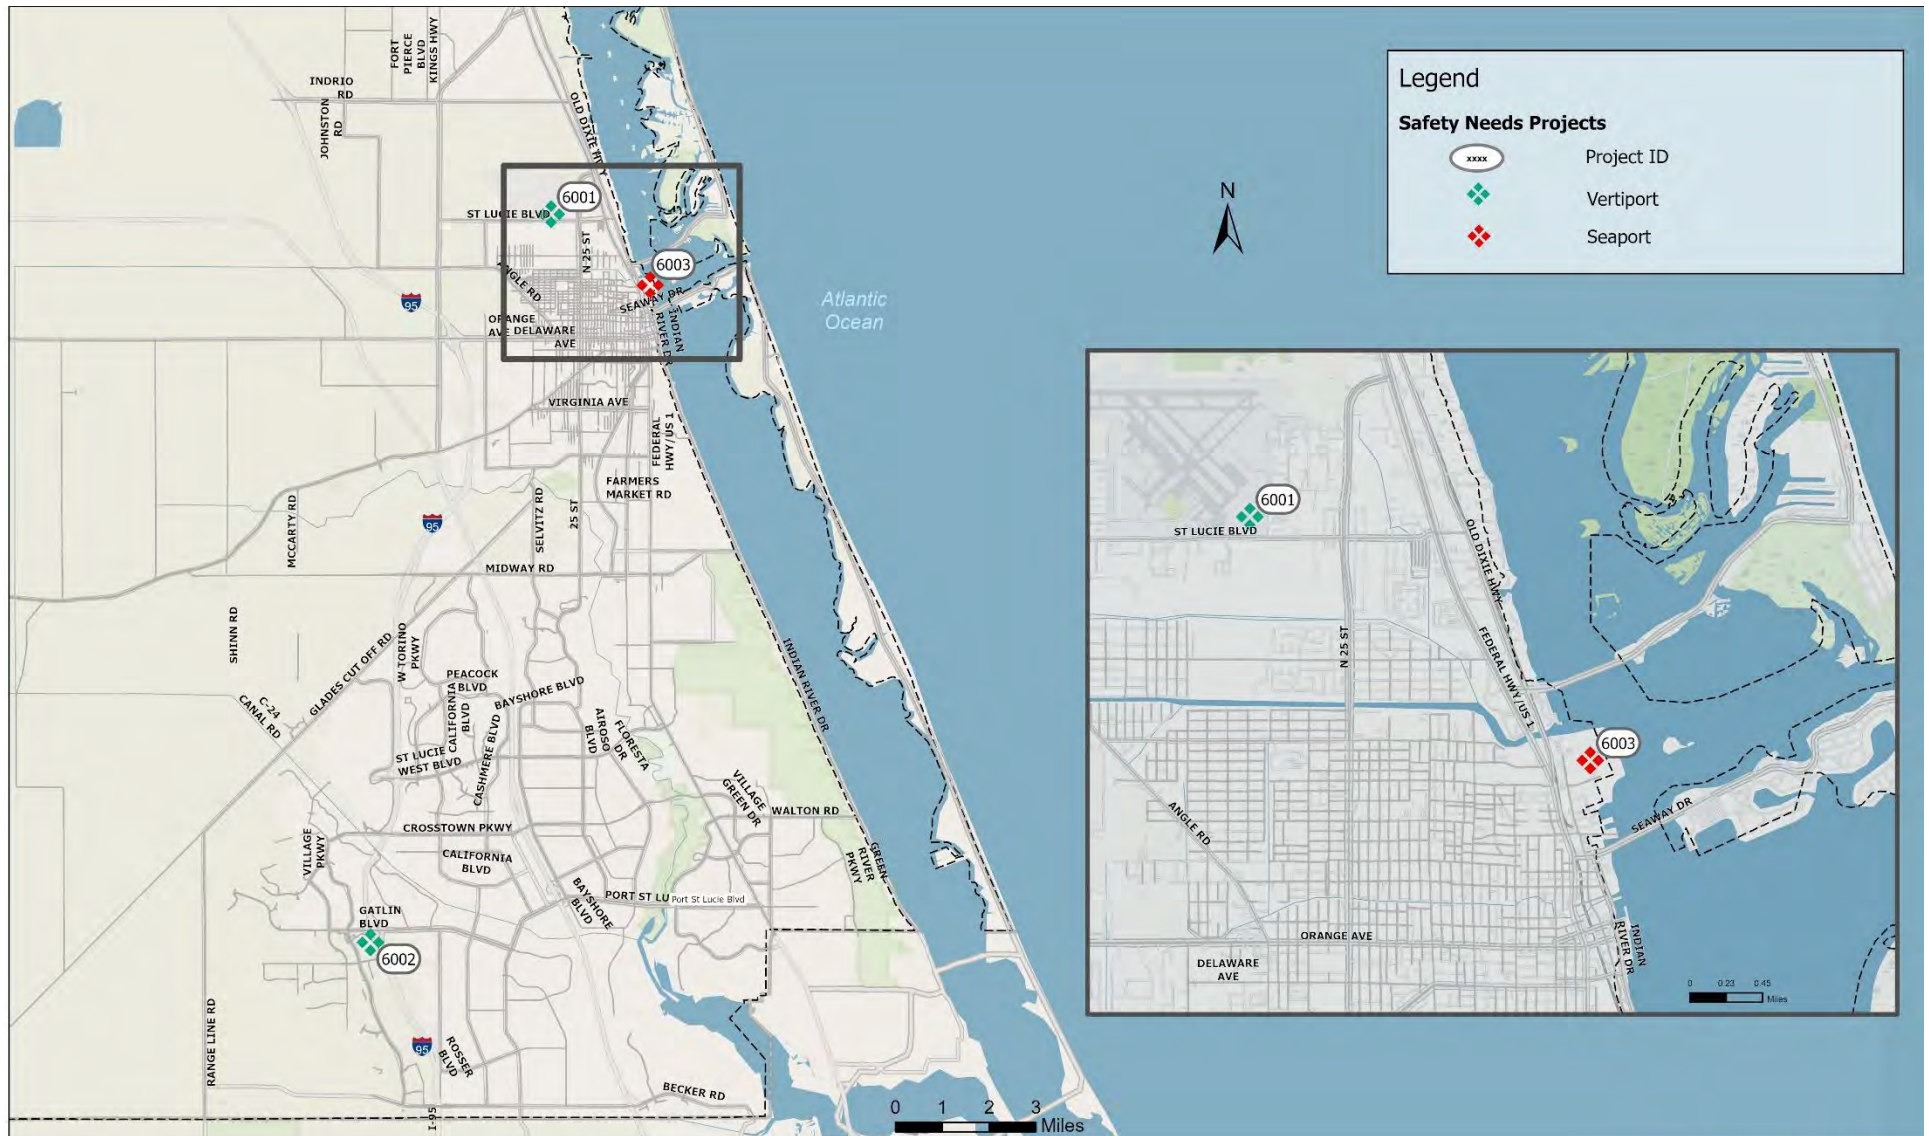 INDRIO
RD
JOHNSTON
RD
FORT
PIERCE
BLVD
KINGS HWY
OLD DIXIE HWY
6001
ST LUCIE BLVD
N 25 ST
6003
ANGLE RD
SEAWAY DR
95
ORANGE
AVE
DELAWARE
AVE
INDIAN
RIVER DR
VIRGINIA AVE
FEDERAL
HWY/US 1
FARMERS
MARKET RD
MCCARTY RD
95
SELVITZ RD
25 ST
MIDWAY RD
SHINN RD
GLADES CUT OFF RD
W TORINO
PKWY
PEACOCK
BLVD
CALIFORNIA
BLVD
BAYSHORE BLVD
CASHMERE BLVD
AIROSO
BLVD
FLORESTA
DR
INDIAN RIVER DR
C-24
CANAL RD
ST LUCIE
WEST BLVD
VILLAGE
GREEN DR
WALTON RD
CROSSTOWN PKWY
VILLAGE
PKWY
CALIFORNIA
BLVD
GREEN
RIVER
PKWY
BAYSHORE
BLVD
PORT ST LU
Port St Lucie Blvd
GATLIN
BLVD
6002
RANGE LINE RD
95
ROSSER
BLVD
BECKER RD
I-95
0 1 2 3
Miles
Atlantic
Ocean
N
Legend
Safety Needs Projects
xxxx Project ID
Vertiport
Seaport
6001
ST LUCIE BLVD
OLD DIXIE HWY
N 25 ST
FEDERAL HWY/US 1
6003
ANGLE RD
SEAWAY DR
ORANGE AVE
DELAWARE
AVE
INDIAN
RIVER DR
0 0.23 0.45
Miles